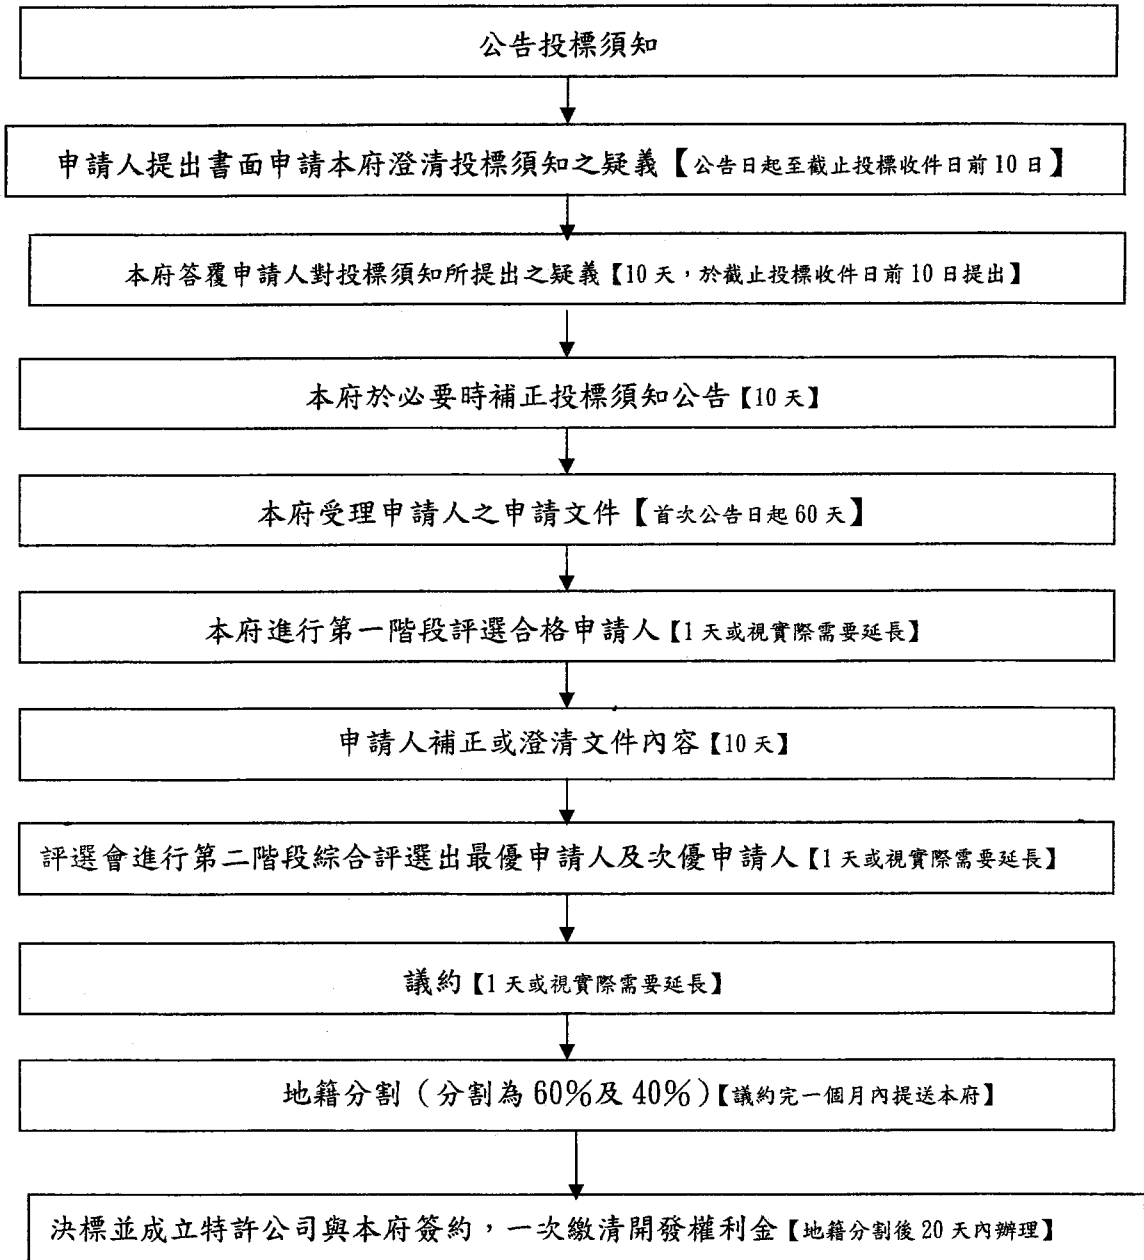 公告投標須知
申請人提出書面申請本府澄清投標須知之疑義【公告日起至截止投標收件日前10日】
本府答覆申請人對投標須知所提出之疑義【10天，於截止投標收件日前10日提出】
本府於必要時補正投標須知公告【10天】
本府受理申請人之申請文件【首次公告日起60天】
本府進行第一階段評選合格申請人【1天或視實際需要延長】
申請人補正或澄清文件內容【10天】
評選會進行第二階段綜合評選出最優申請人及次優申請人【1天或視實際需要延長】
議約【1天或視實際需要延長】
地籍分割（分割為60%及40%）【議約完一個月內提送本府】
決標並成立特許公司與本府簽約，一次繳清開發權利金【地籍分割後20天內辦理】